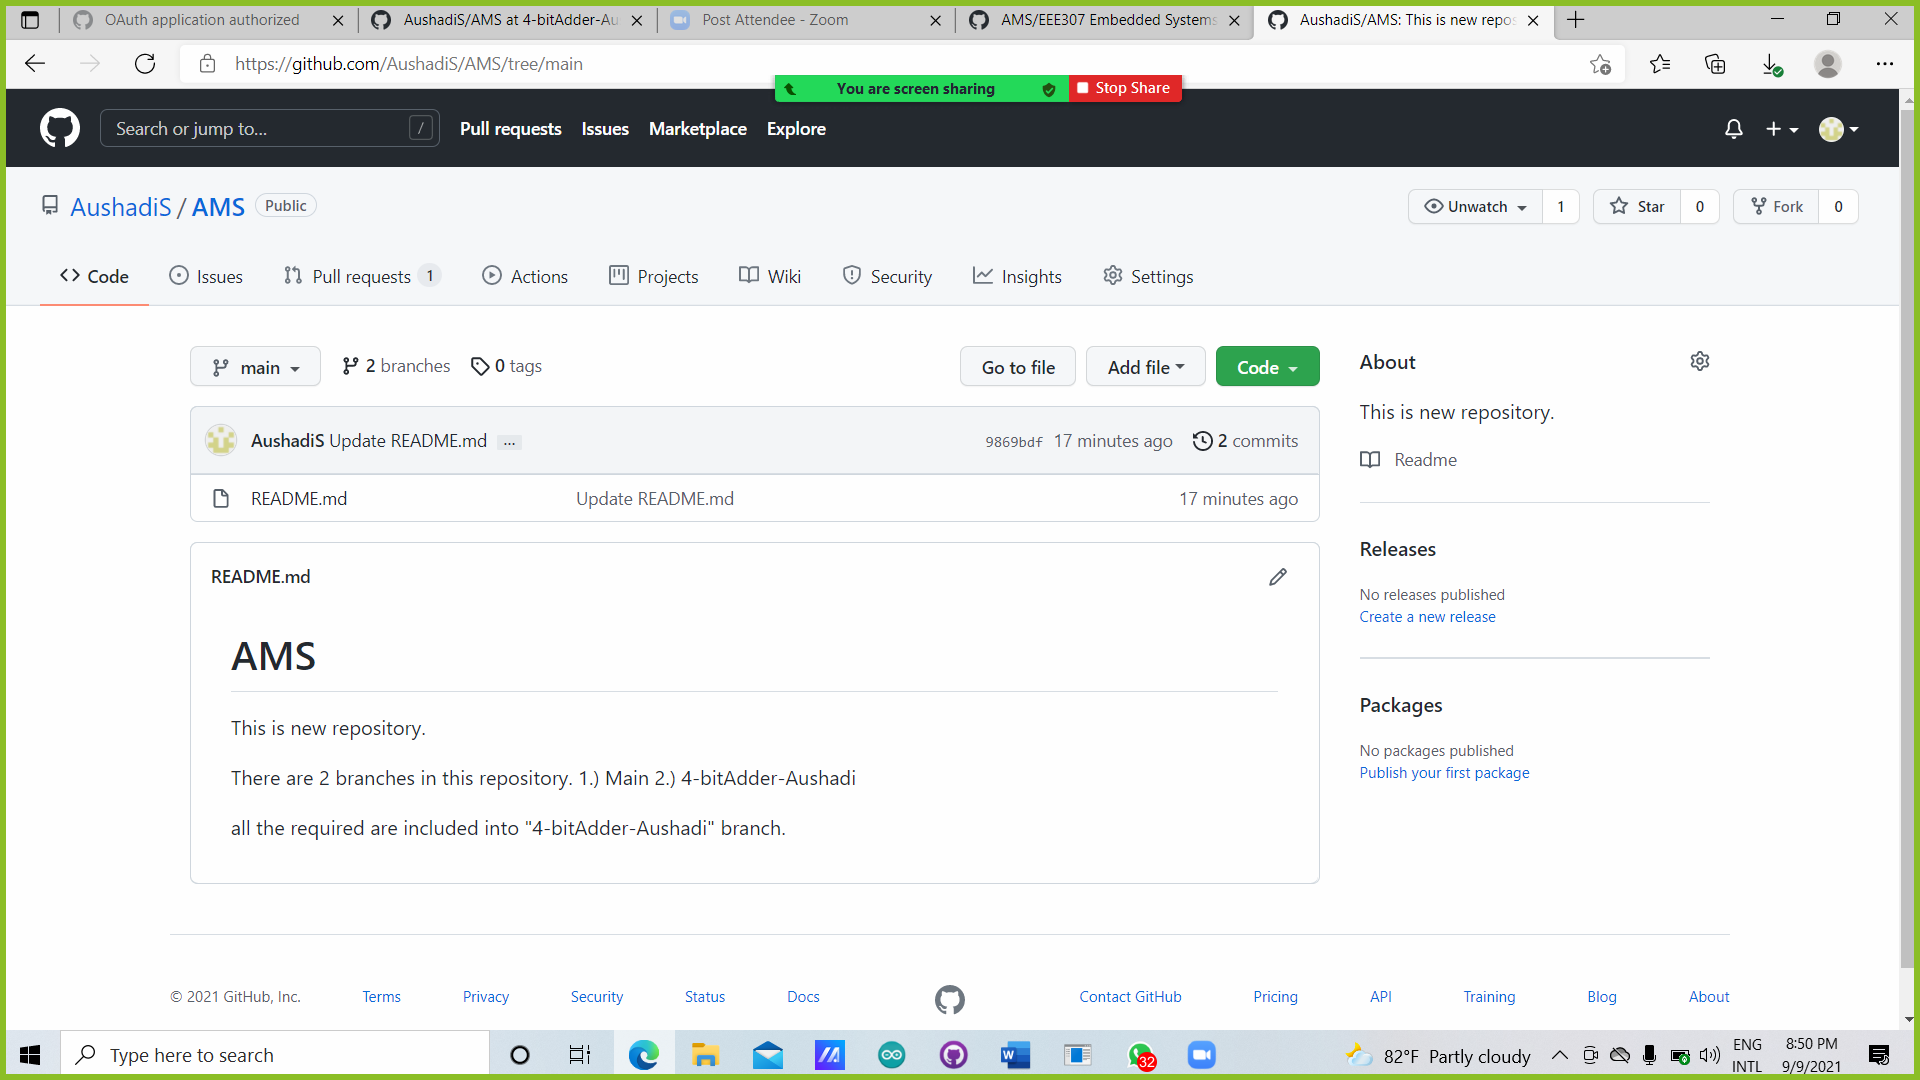 OAuth application authorized
AushadiS/AMS at 4-bitAdder-Au
Post Attendee - Zoom
AMS/EEE307 Embedded Systems
AushadiS/AMS: This is new repos
https://github.com/AushadiS/AMS/tree/main
You are screen sharing
Stop Share
Search or jump to...
/
Pull requests
Issues
Marketplace
Explore
AushadiS / AMS
Public
Unwatch
1
Star
0
Fork
0
Code
Issues
Pull requests 1
Actions
Projects
Wiki
Security
Insights
Settings
main
2 branches
0 tags
Go to file
Add file
Code
About
This is new repository.
Readme
AushadiS Update README.md ...
9869bdf 17 minutes ago
2 commits
README.md
Update README.md
17 minutes ago
Releases
No releases published
Create a new release
README.md
AMS
This is new repository.
There are 2 branches in this repository. 1.) Main 2.) 4-bitAdder-Aushadi
all the required are included into "4-bitAdder-Aushadi" branch.
Packages
No packages published
Publish your first package
© 2021 GitHub, Inc.
Terms
Privacy
Security
Status
Docs
Contact GitHub
Pricing
API
Training
Blog
About
Type here to search
W
32
82°F Partly cloudy
ENG
INTL
8:50 PM
9/9/2021